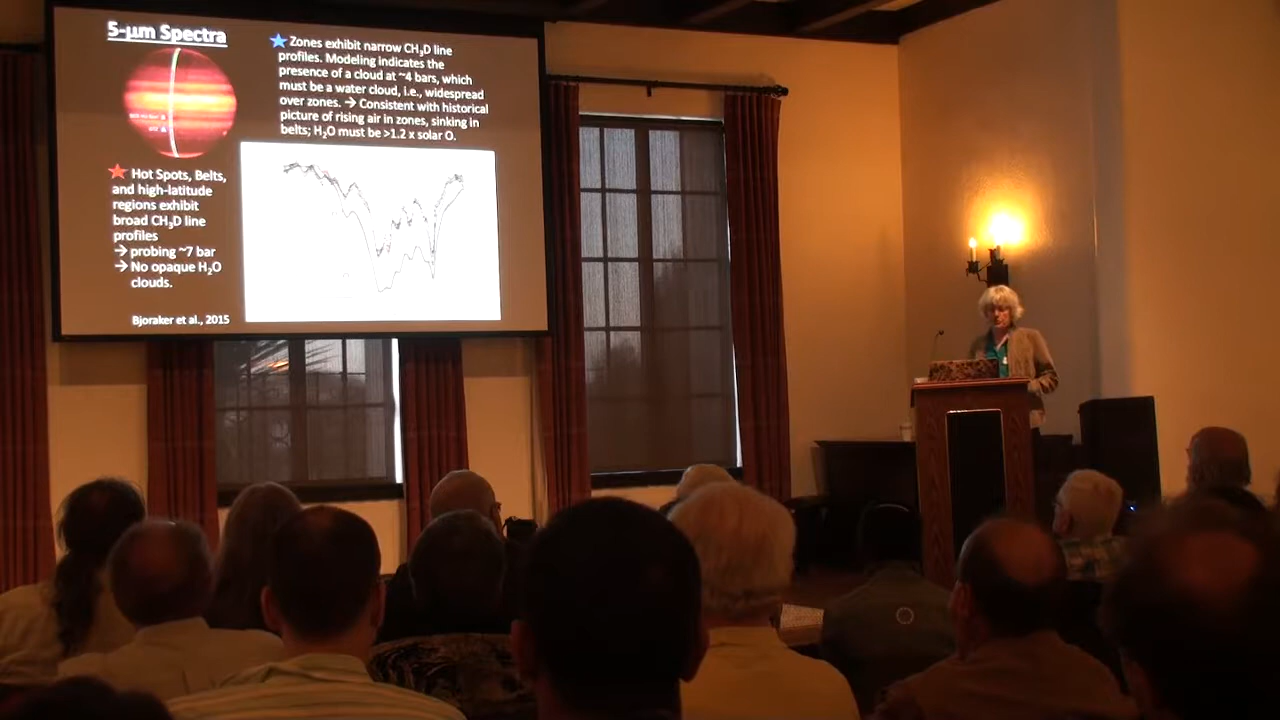 5-μm Spectra
★ Zones exhibit narrow CH₃D line
profiles. Modeling indicates the
presence of a cloud at ~4 bars, which
must be a water cloud, i.e., widespread
over zones. → Consistent with historical
picture of rising air in zones, sinking in
belts; H₂O must be >1.2 x solar O.
★ Hot Spots, Belts,
and high-latitude
regions exhibit
broad CH₃D line
profiles
→ probing ~7 bar
→ No opaque H₂O
clouds.
Bjoraker et al., 2015